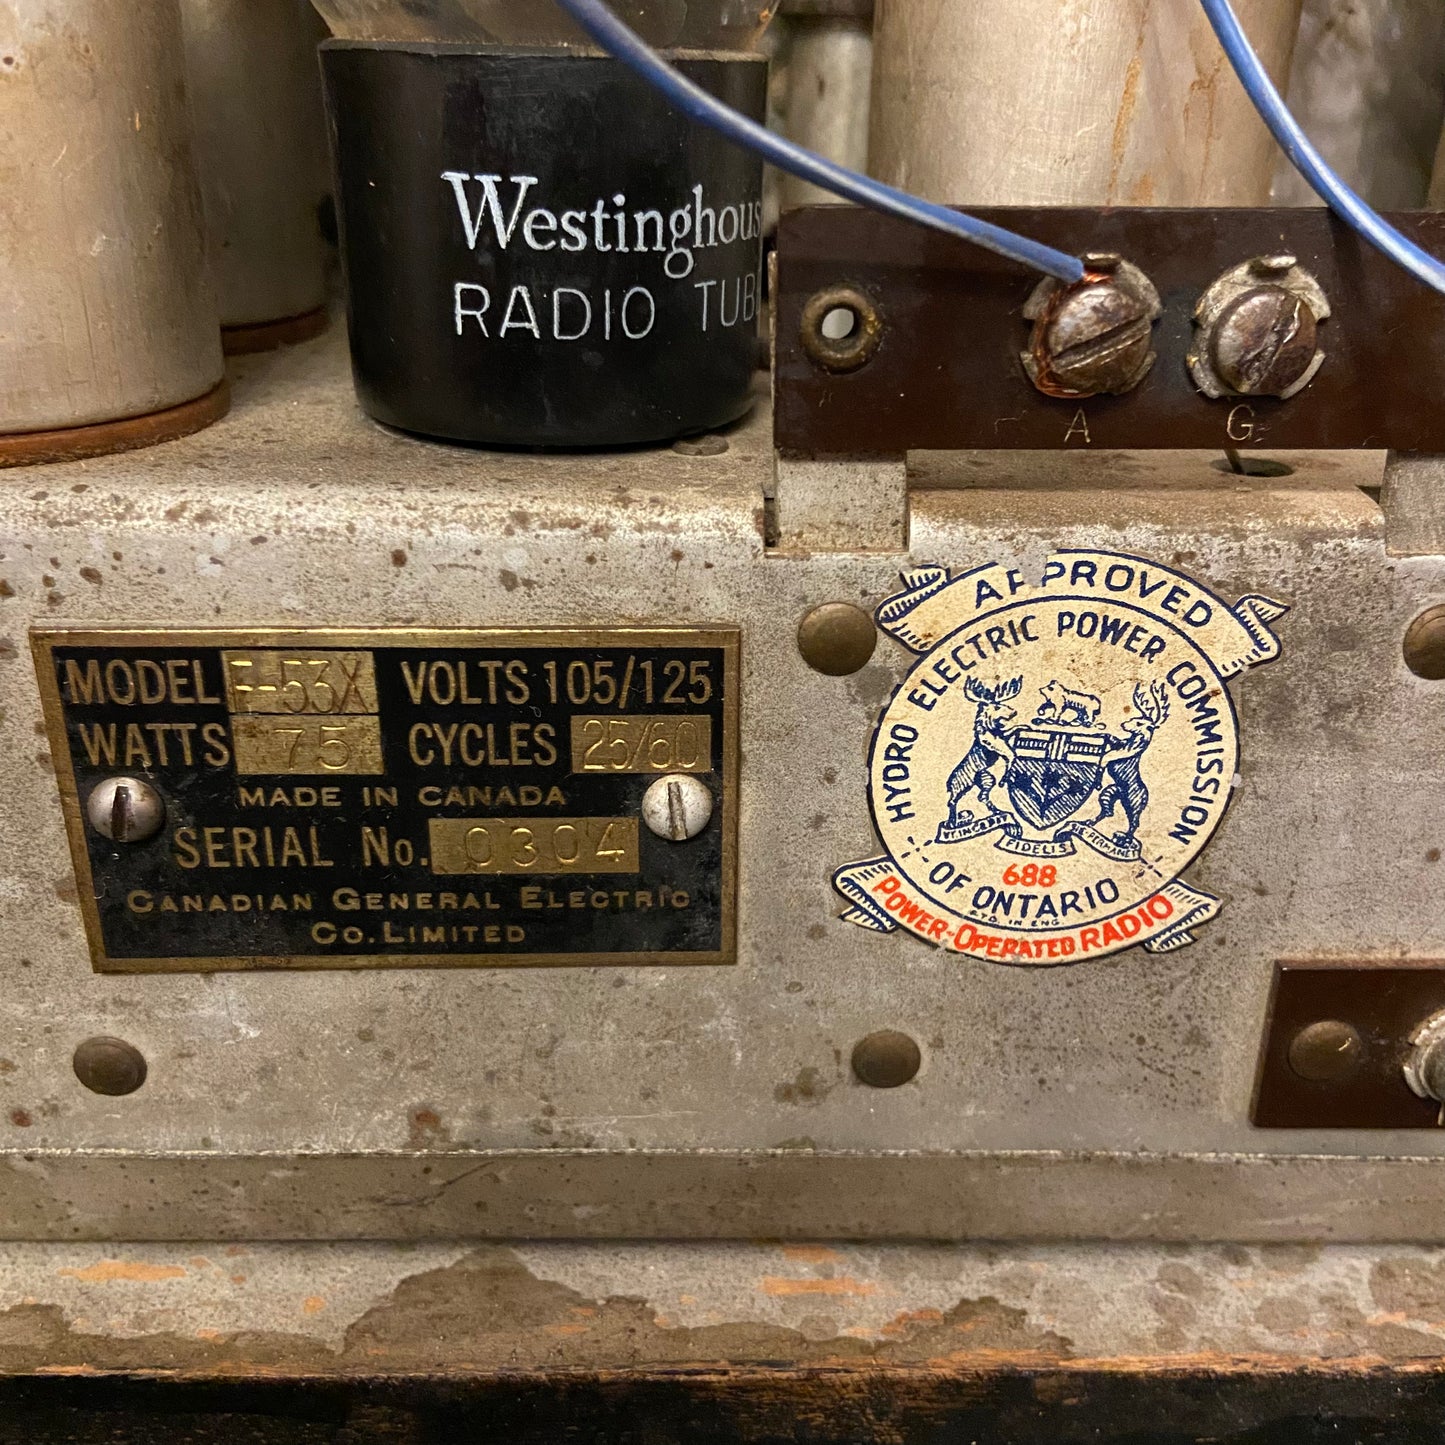 Westinghous
RADIO TUB
A G
MODEL F-53X VOLTS 105/125
WATTS 75 CYCLES 25/60
MADE IN CANADA
SERIAL No. 0304
CANADIAN GENERAL ELECTRIC
CO. LIMITED
APPROVED
HYDRO ELECTRIC POWER COMMISSION
OF ONTARIO
FIDELIS
688
POWER-OPERATED RADIO